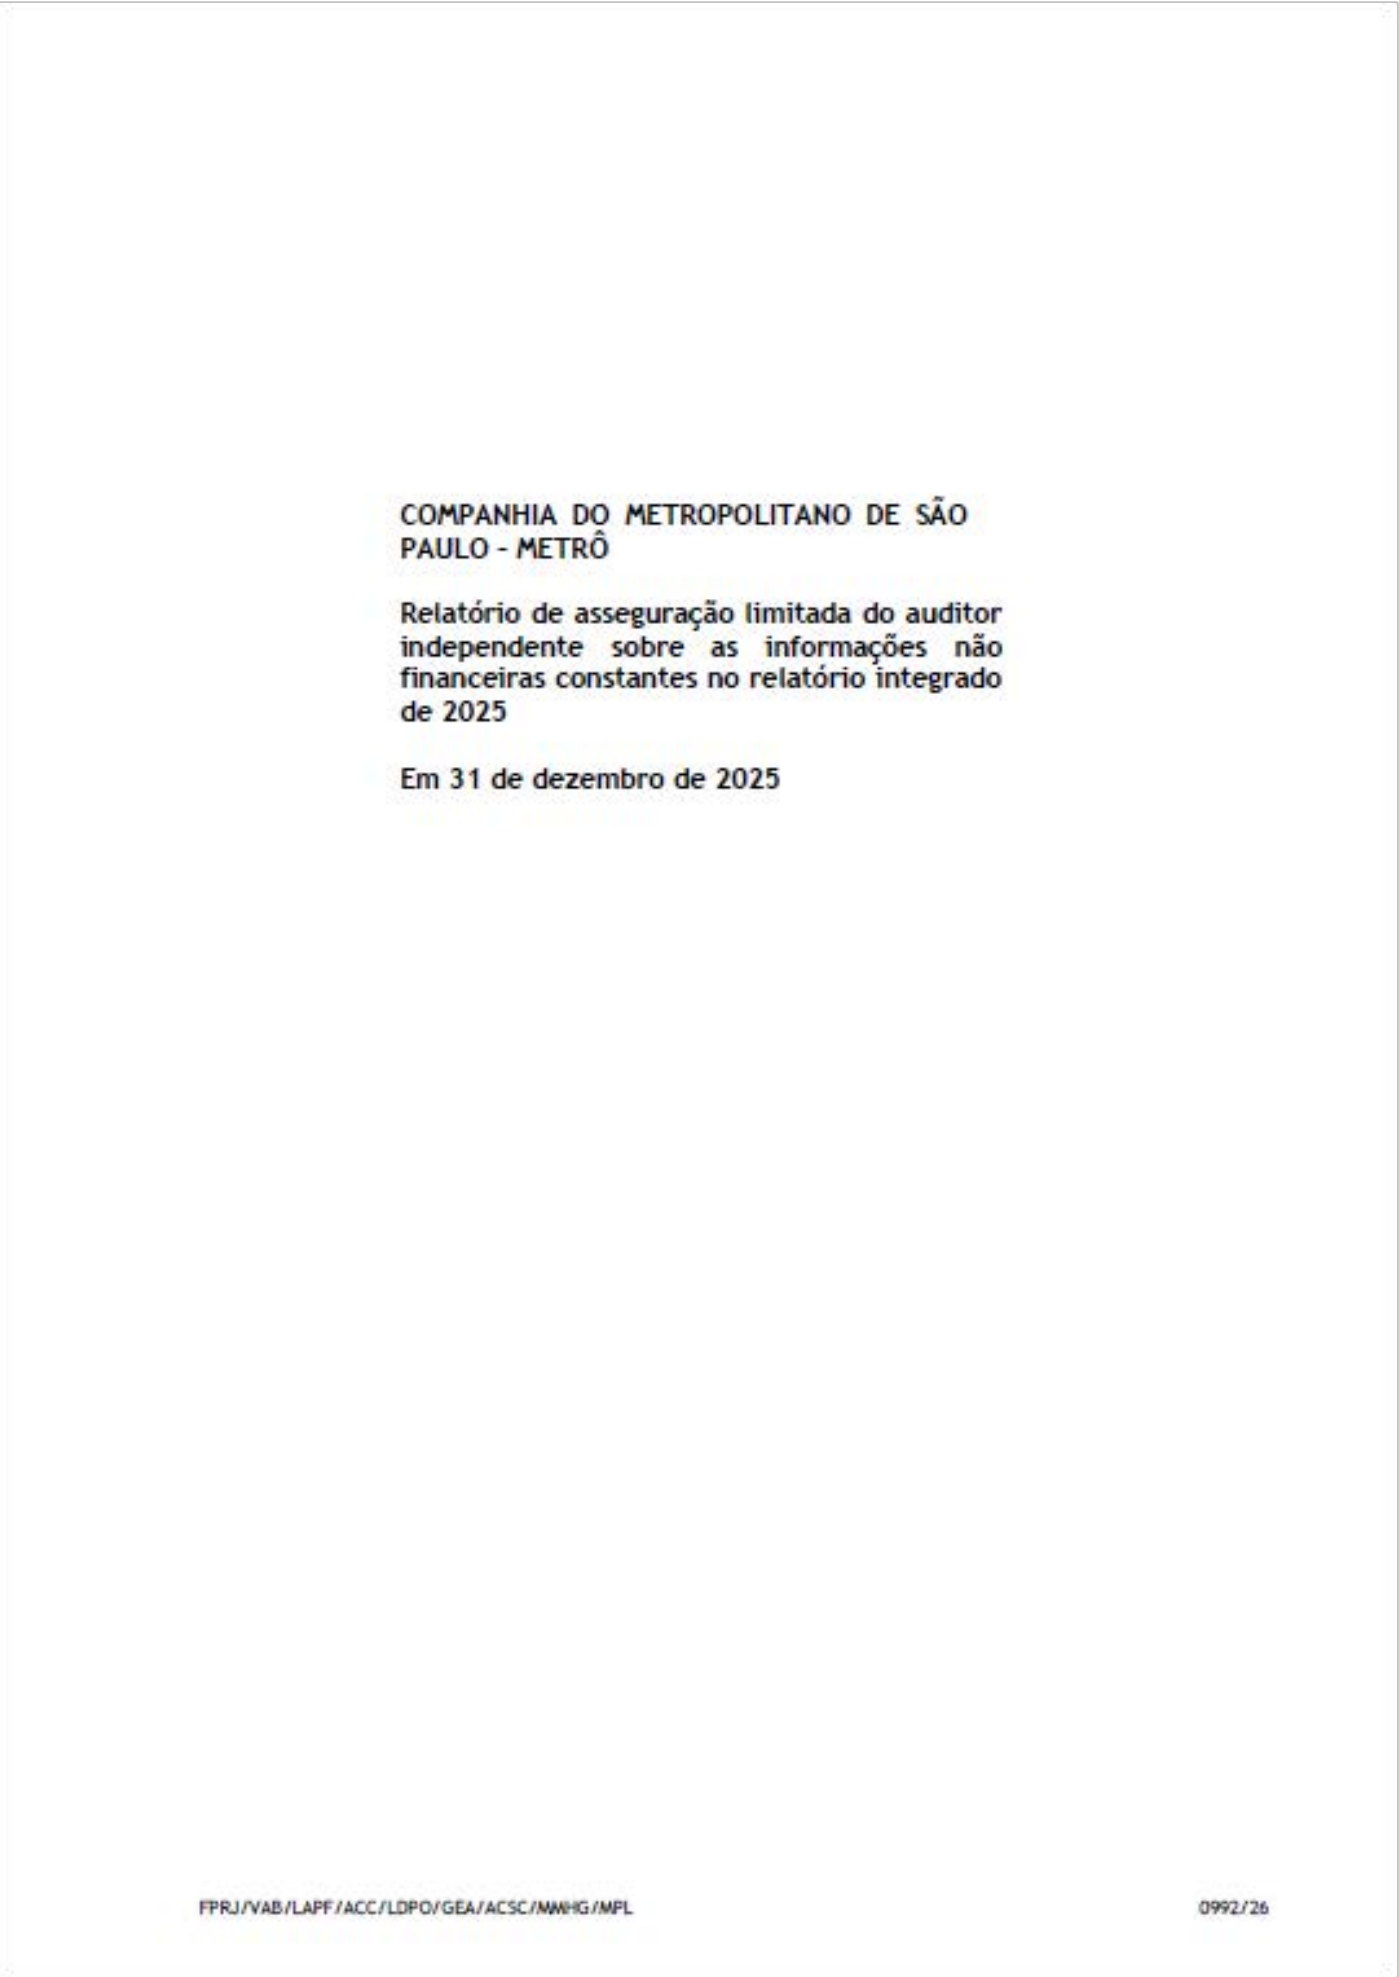 COMPANHIA DO METROPOLITANO DE SÃO
PAULO - METRÔ
Relatório de asseguração limitada do auditor
independente sobre as informações não
financeiras constantes no relatório integrado
de 2025
Em 31 de dezembro de 2025
FPRJ/VAB/LAPF/ACC/LDPO/GEA/ACSC/MMHG/MPL
0992/26